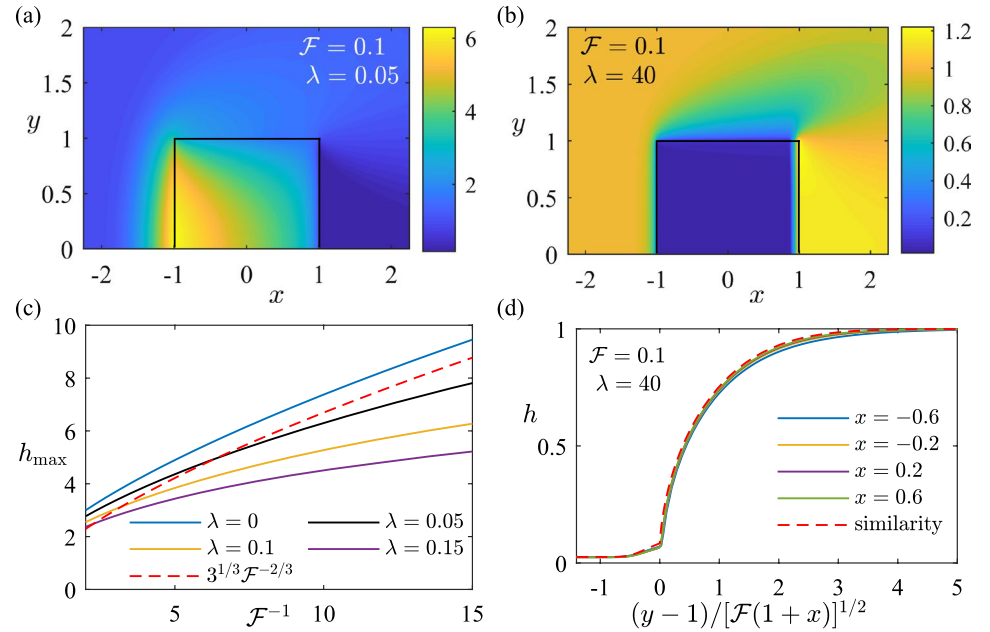 (a)
(b)
2
1.5
y
1
0.5
0
-2
-1
0
1
2
x
ℱ = 0.1
λ = 0.05
6
4
2
2
1.5
y
1
0.5
0
-2
-1
0
1
2
x
ℱ = 0.1
λ = 40
1.2
1
0.8
0.6
0.4
0.2
(c)
(d)
10
8
h_max
6
4
2
0
5
10
15
ℱ⁻¹
λ = 0
λ = 0.05
λ = 0.1
λ = 0.15
3^{1/3}ℱ^{-2/3}
1
h
0.5
0
-1
0
1
2
3
4
5
(y − 1)/[ℱ(1 + x)]^{1/2}
ℱ = 0.1
λ = 40
x = −0.6
x = −0.2
x = 0.2
x = 0.6
similarity